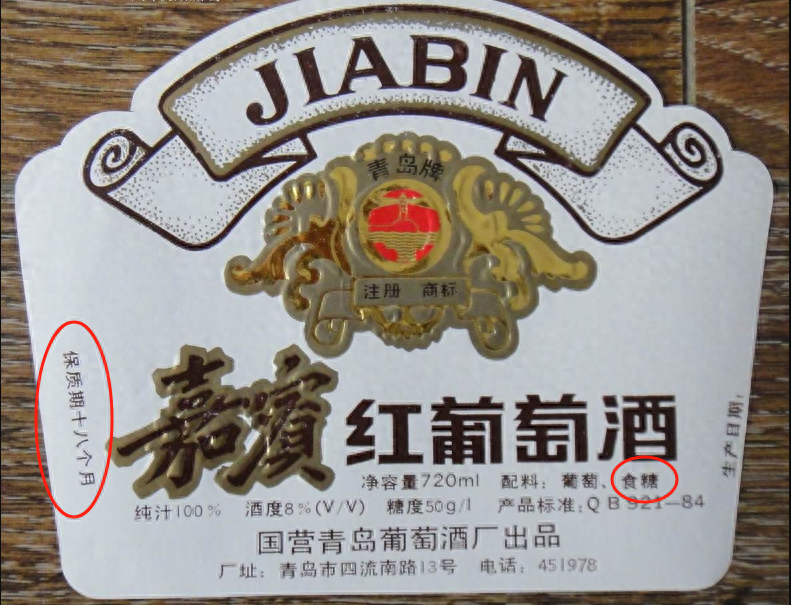 JIABIN
青岛牌
注册 商标
保质期十八个月
嘉宾 红葡萄酒
生产日期:
净容量720ml 配料: 葡萄、食糖
纯汁100% 酒度8%(V/V) 糖度50g/l 产品标准:QB921—84
国营青岛葡萄酒厂出品
厂址: 青岛市四流南路13号 电话: 451978